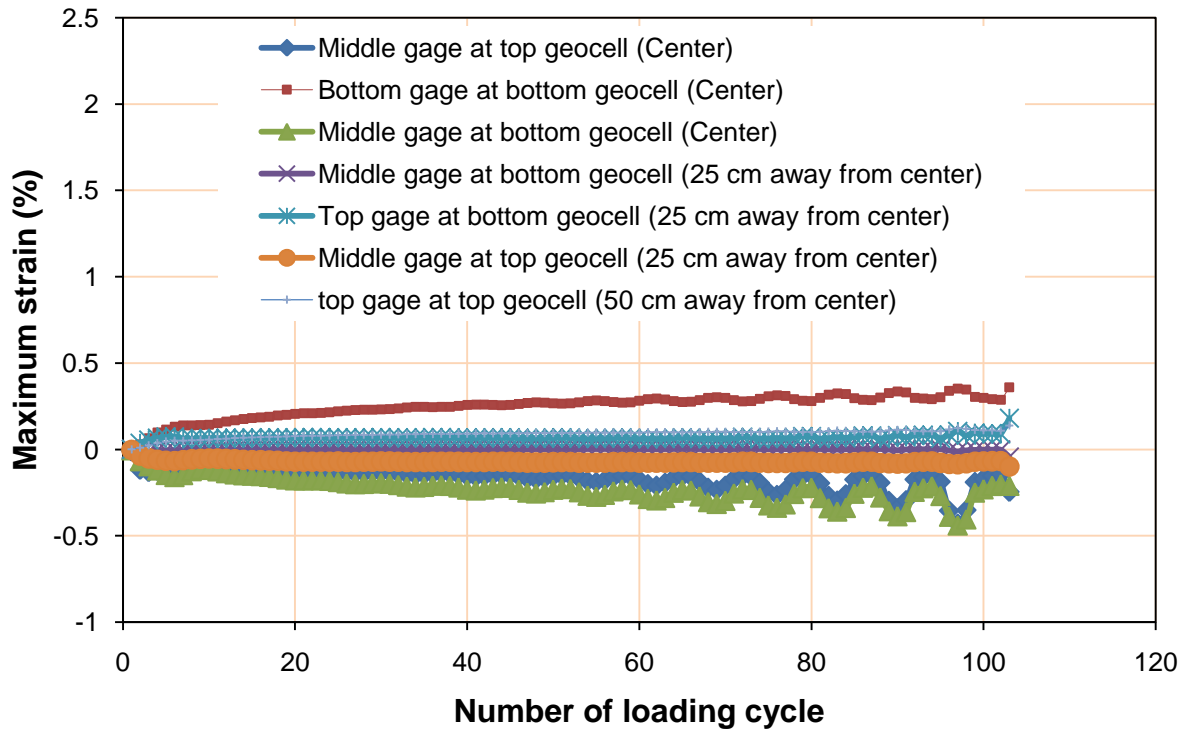 2.5
Middle gage at top geocell (Center)
Bottom gage at bottom geocell (Center)
2
Middle gage at bottom geocell (Center)
Middle gage at bottom geocell (25 cm away from center)
1.5
Top gage at bottom geocell (25 cm away from center)
Middle gage at top geocell (25 cm away from center)
1
top gage at top geocell (50 cm away from center)
Maximum strain (%)
0.5
0
-0.5
-1
0 20 40 60 80 100 120
Number of loading cycle